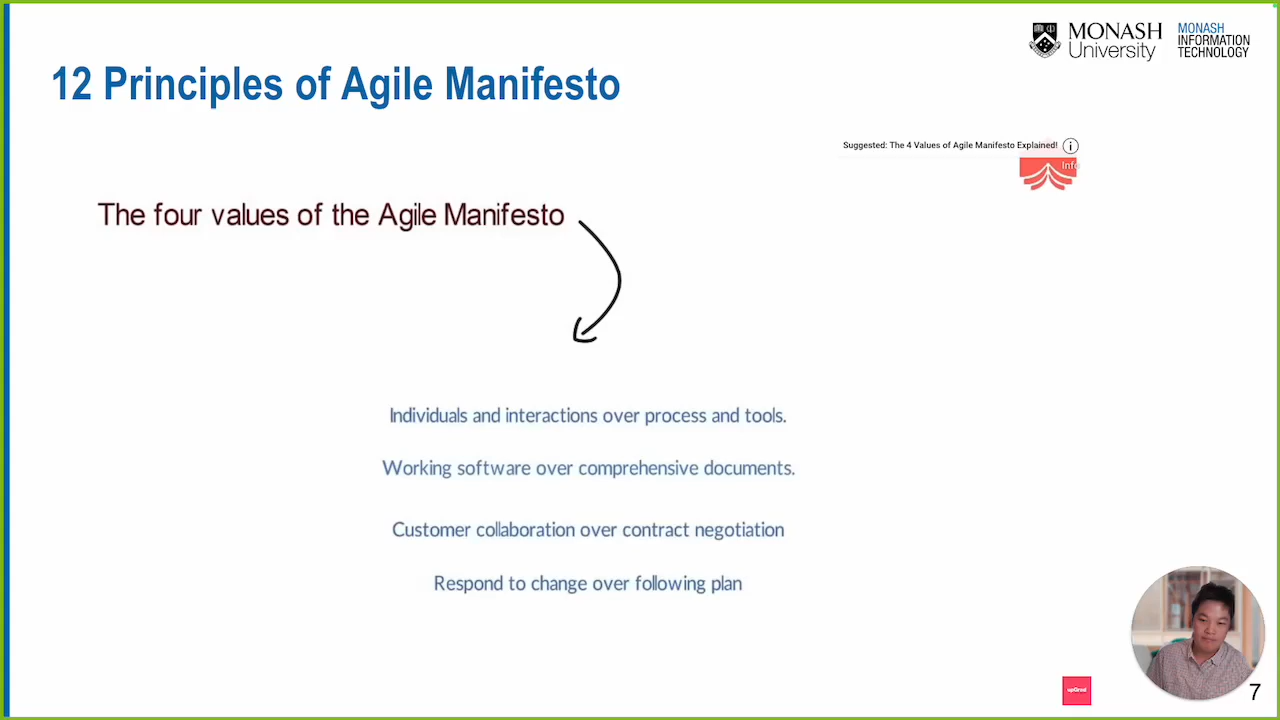 MONASH
University
MONASH
INFORMATION
TECHNOLOGY
12 Principles of Agile Manifesto
Suggested: The 4 Values of Agile Manifesto Explained!
Info
The four values of the Agile Manifesto
Individuals and interactions over process and tools.
Working software over comprehensive documents.
Customer collaboration over contract negotiation
Respond to change over following plan
upGrad
7